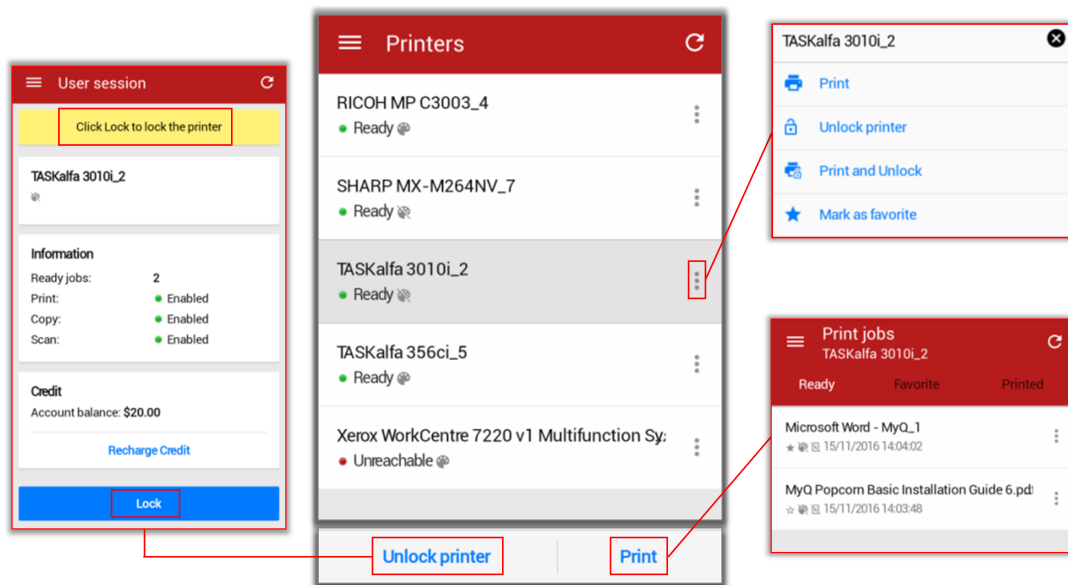 User session
Click Lock to lock the printer
TASKalfa 3010i_2
Information
Ready jobs: 2
Print: Enabled
Copy: Enabled
Scan: Enabled
Credit
Account balance: $20.00
Recharge Credit
Lock
Printers
RICOH MP C3003_4
Ready
SHARP MX-M264NV_7
Ready
TASKalfa 3010i_2
Ready
TASKalfa 356ci_5
Ready
Xerox WorkCentre 7220 v1 Multifunction Sy
Unreachable
Unlock printer
Print
TASKalfa 3010i_2
Print
Unlock printer
Print and Unlock
Mark as favorite
Print jobs
TASKalfa 3010i_2
Ready Favorite Printed
Microsoft Word - MyQ_1
15/11/2016 14:04:02
MyQ Popcorn Basic Installation Guide 6.pdf
15/11/2016 14:03:48